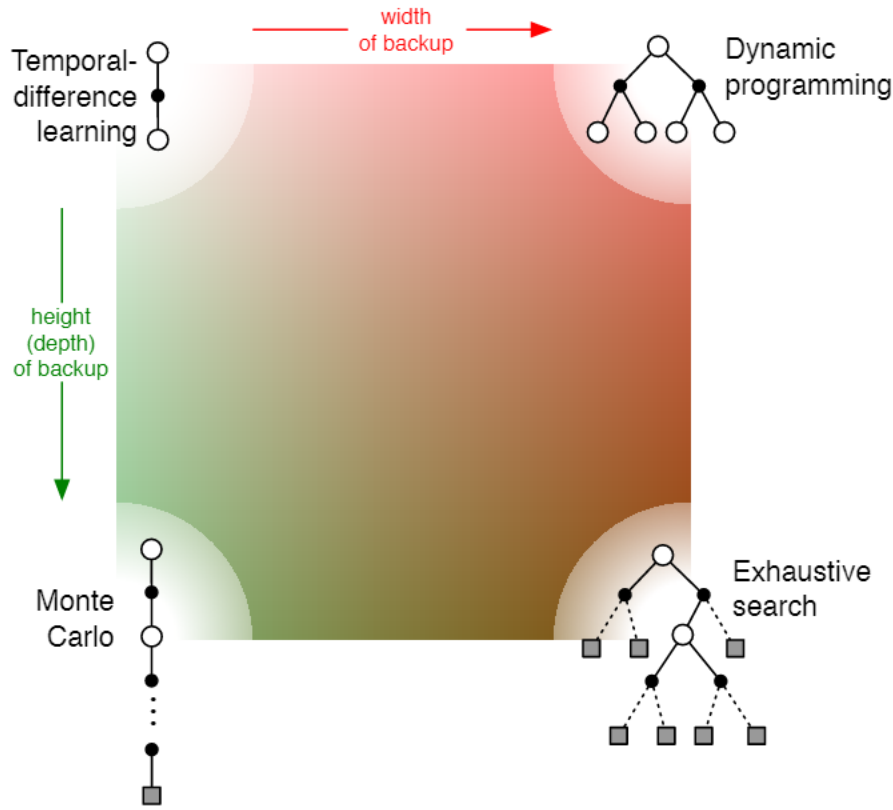 width
of backup
Temporal-
difference
learning
Dynamic
programming
height
(depth)
of backup
Monte
Carlo
Exhaustive
search